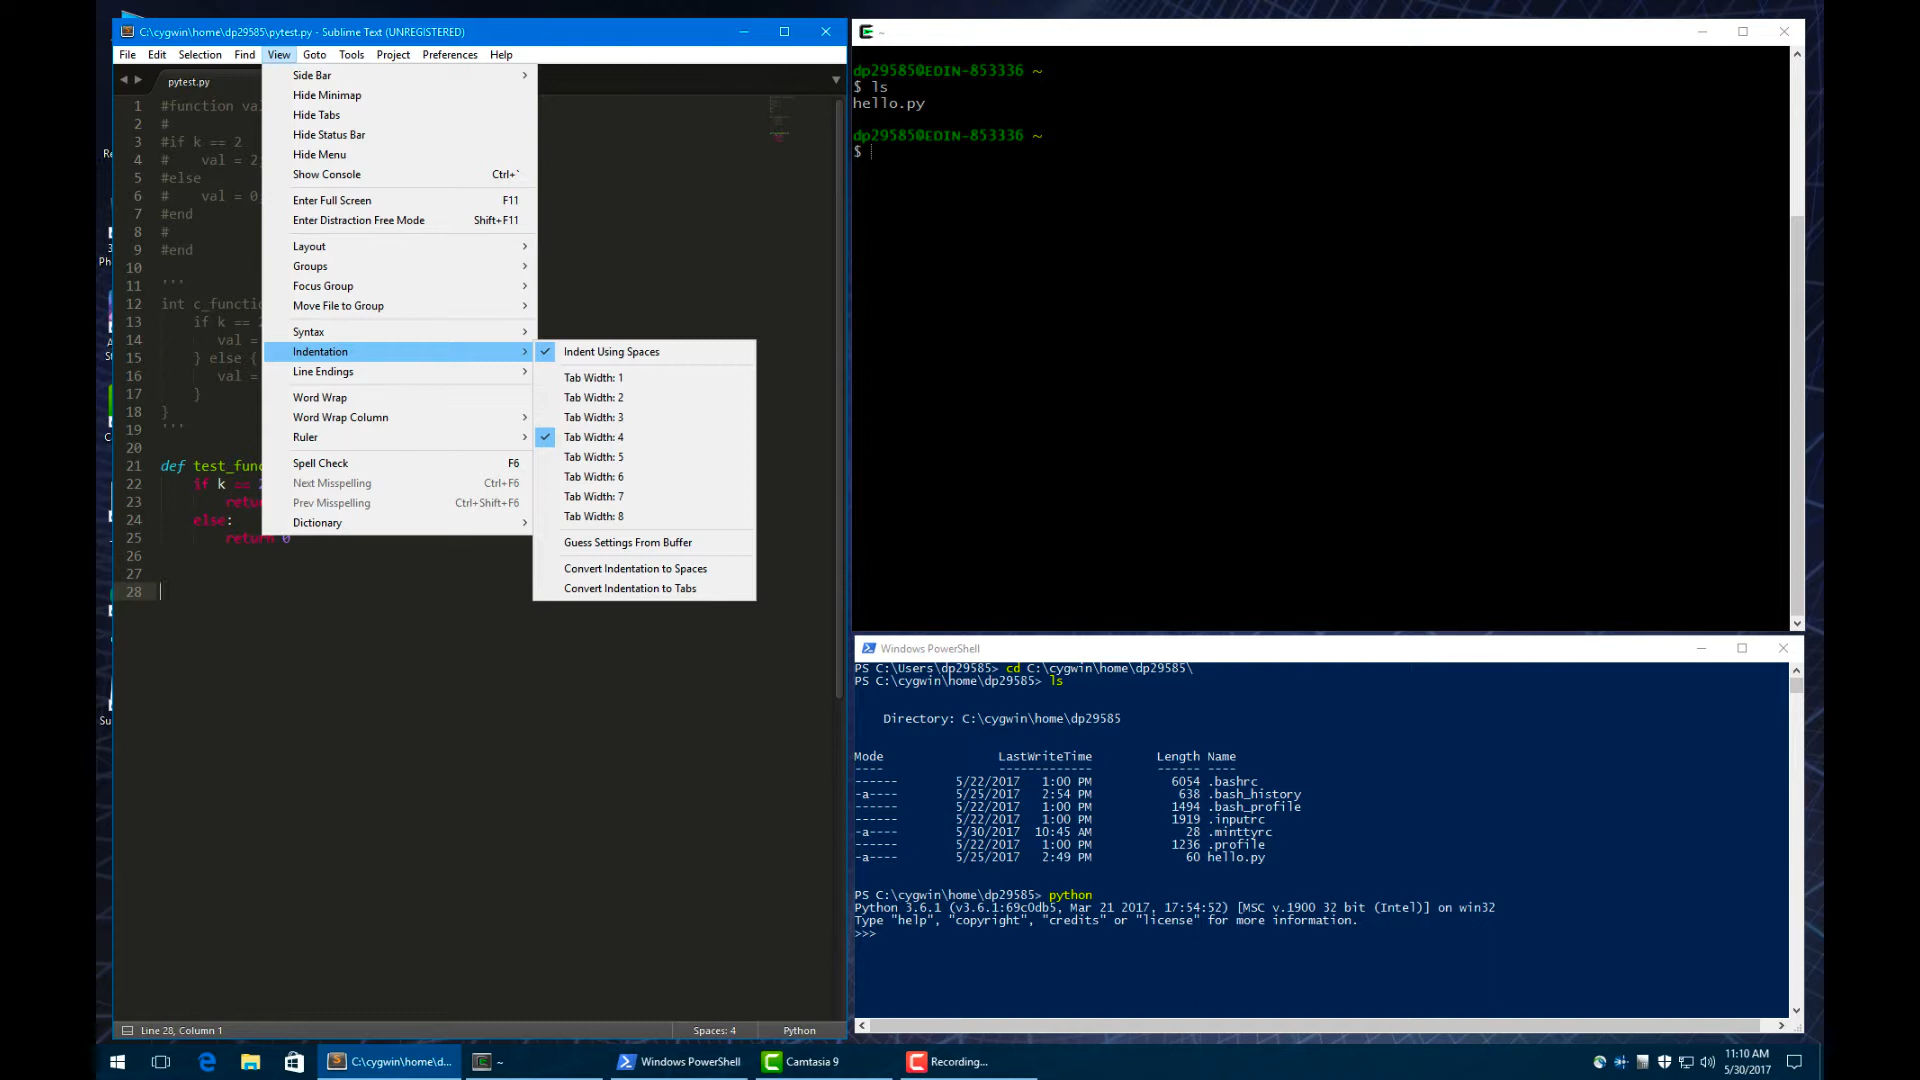 C:\cygwin\home\dp29585\pytest.py - Sublime Text (UNREGISTERED)
File Edit Selection Find View Goto Tools Project Preferences Help
pytest.py
1 #function val
2 #
3 #if k == 2
4 #    val = 2;
5 #else
6 #    val = 0;
7 #end
8 #
9 #end
10
11 '''
12 int c_functi
13 if k ==
14 val =
15 } else {
16 val =
17 }
18 }
19 '''
20
21 def test_func
22 if k ==
23 retu
24 else:
25 return 0
26
27
28
Side Bar
Hide Minimap
Hide Tabs
Hide Status Bar
Hide Menu
Show Console Ctrl+`
Enter Full Screen F11
Enter Distraction Free Mode Shift+F11
Layout
Groups
Focus Group
Move File to Group
Syntax
Indentation
Line Endings
Word Wrap
Word Wrap Column
Ruler
Spell Check F6
Next Misspelling Ctrl+F6
Prev Misspelling Ctrl+Shift+F6
Dictionary
Indent Using Spaces
Tab Width: 1
Tab Width: 2
Tab Width: 3
Tab Width: 4
Tab Width: 5
Tab Width: 6
Tab Width: 7
Tab Width: 8
Guess Settings From Buffer
Convert Indentation to Spaces
Convert Indentation to Tabs
Line 28, Column 1 Spaces: 4 Python
~
dp29585@EDIN-853336 ~
$ ls
hello.py
dp29585@EDIN-853336 ~
$
Windows PowerShell
PS C:\Users\dp29585> cd C:\cygwin\home\dp29585\
PS C:\cygwin\home\dp29585> ls
Directory: C:\cygwin\home\dp29585
Mode LastWriteTime Length Name
---- ------------- ------ ----
------ 5/22/2017 1:00 PM 6054 .bashrc
-a---- 5/25/2017 2:54 PM 638 .bash_history
------ 5/22/2017 1:00 PM 1494 .bash_profile
------ 5/22/2017 1:00 PM 1919 .inputrc
-a---- 5/30/2017 10:45 AM 28 .minttyrc
------ 5/22/2017 1:00 PM 1236 .profile
-a---- 5/25/2017 2:49 PM 60 hello.py
PS C:\cygwin\home\dp29585> python
Python 3.6.1 (v3.6.1:69c0db5, Mar 21 2017, 17:54:52) [MSC v.1900 32 bit (Intel)] on win32
Type "help", "copyright", "credits" or "license" for more information.
>>>
C:\cygwin\home\d... ~ Windows PowerShell Camtasia 9 Recording...
11:10 AM
5/30/2017